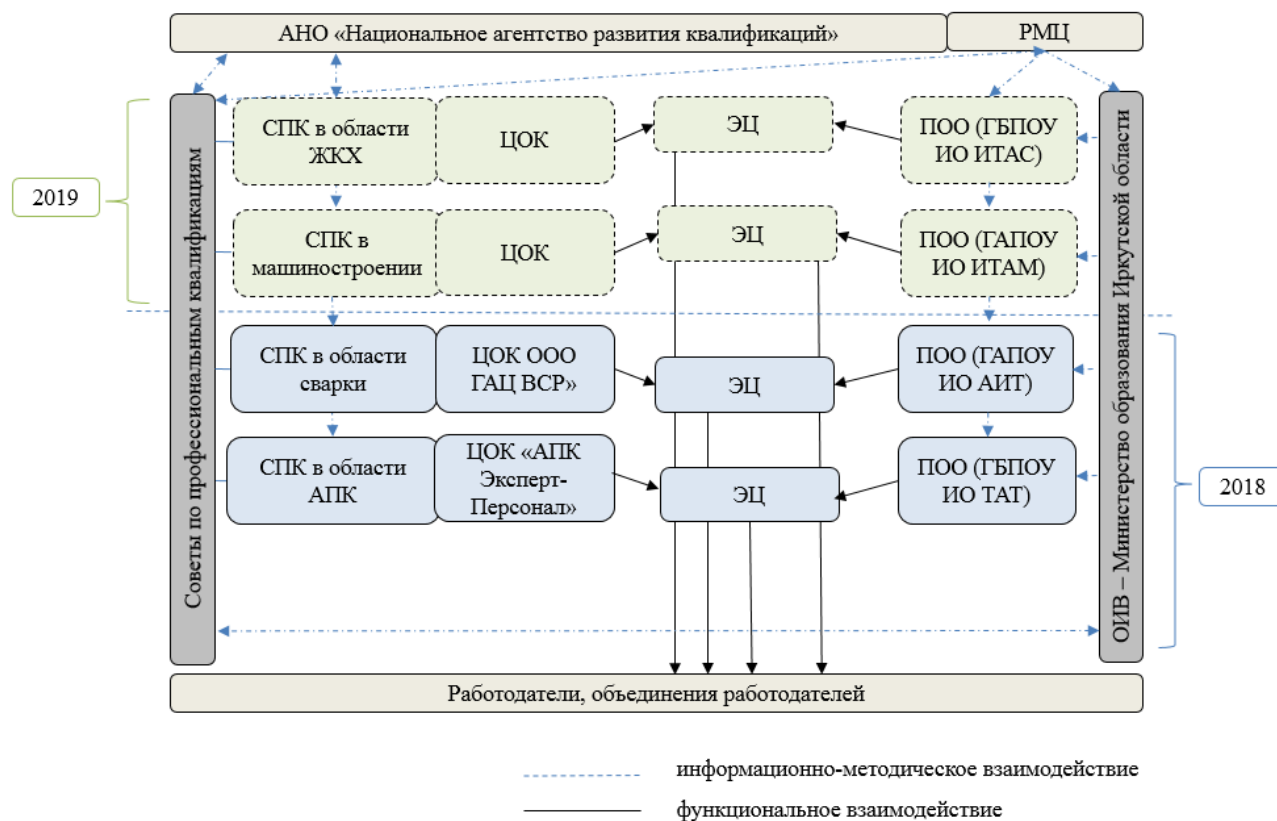 АНО «Национальное агентство развития квалификаций»
РМЦ
2019
Советы по профессиональным квалификациям
СПК в области
ЖКХ
ЦОК
ЭЦ
ПОО (ГБПОУ
ИО ИТАС)
СПК в
машиностроении
ЦОК
ЭЦ
ПОО (ГАПОУ
ИО ИТАМ)
СПК в области
сварки
ЦОК ООО
ГАЦ ВСР»
ЭЦ
ПОО (ГАПОУ
ИО АИТ)
СПК в области
АПК
ЦОК «АПК
Эксперт-
Персонал»
ЭЦ
ПОО (ГБПОУ
ИО ТАТ)
ОИВ – Министерство образования Иркутской области
2018
Работодатели, объединения работодателей
информационно-методическое взаимодействие
функциональное взаимодействие